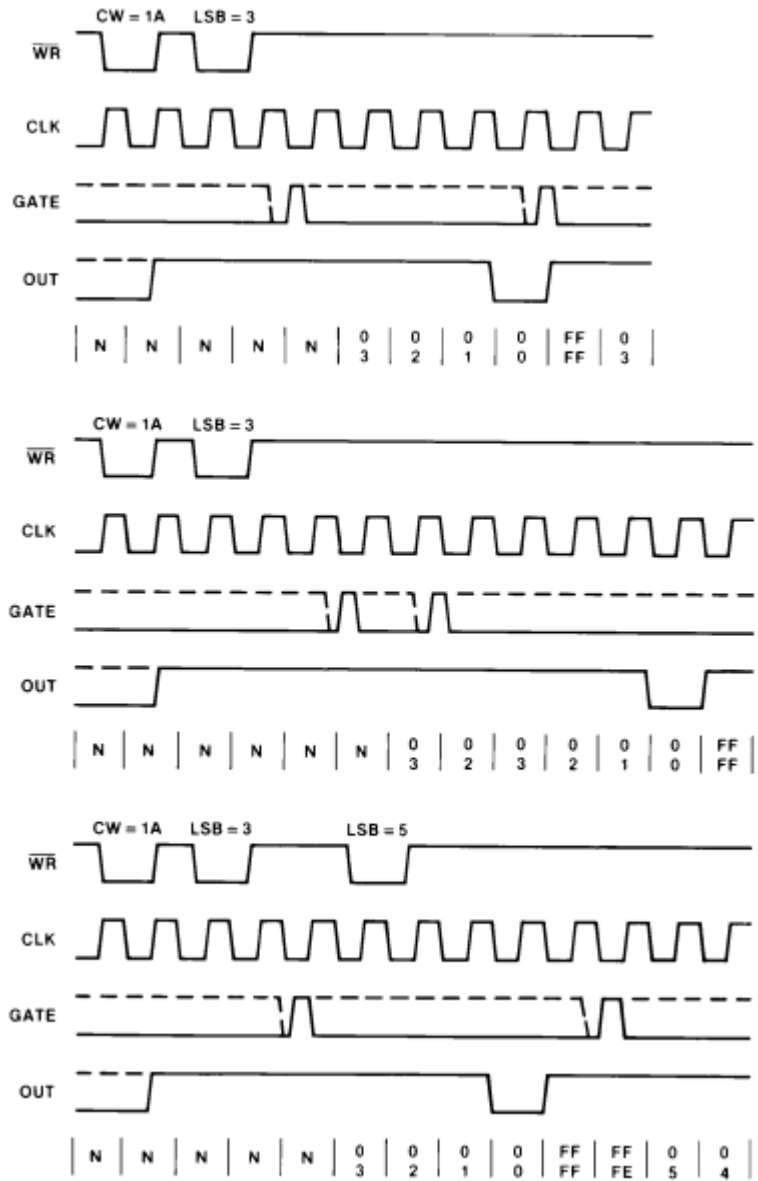 CW = 1A LSB = 3
WR
CLK
GATE
OUT
N N N N N 0 0 0 0 FF 0
3 2 1 0 FF 3
CW = 1A LSB = 3
WR
CLK
GATE
OUT
N N N N N N 0 0 0 0 0 0 FF
3 2 3 2 1 0 FF
CW = 1A LSB = 3 LSB = 5
WR
CLK
GATE
OUT
N N N N N 0 0 0 0 FF FF 0 0
3 2 1 0 FF FE 5 4